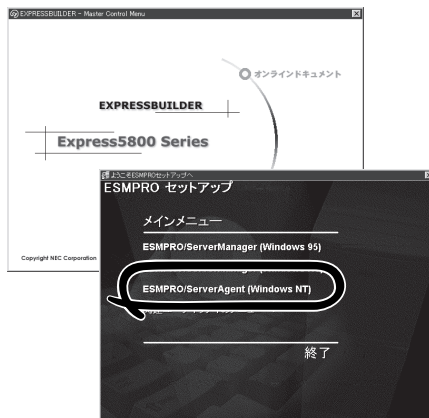 EXPRESSBUILDER - Master Control Menu
オンラインドキュメント
EXPRESSBUILDER
Express5800 Series
Copyright NEC Corporation
ようこそESMPROセットアップへ
ESMPRO セットアップ
メインメニュー
ESMPRO/ServerManager (Windows 95)
ESMPRO/ServerAgent (Windows NT)
終了